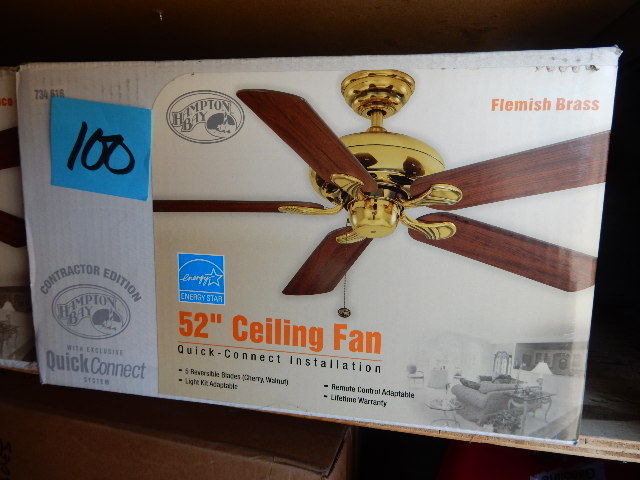 734 616
HAMPTON BAY
Flemish Brass
100
energy
ENERGY STAR
CONTRACTOR EDITION
HAMPTON BAY
WITH EXCLUSIVE
QuickConnect
SYSTEM
52" Ceiling Fan
Quick-Connect Installation
• 5 Reversible Blades (Cherry, Walnut)
• Light Kit Adaptable
• Remote Control Adaptable
• Lifetime Warranty